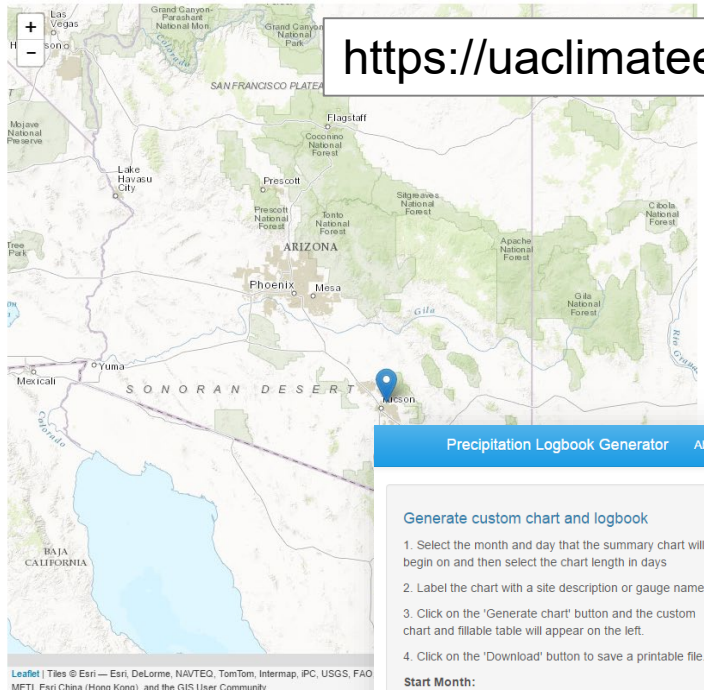 Grand Canyon-
Parashant
National Mon.
Las
Vegas
Grand Canyon
National
Park
+
-
https://uaclimatee
SAN FRANCISCO PLATEA
Colorado
Mojave
National
Preserve
Flagstaff
Coconino
National
Forest
Lake
Havasu
City
Prescott
Prescott
National
Forest
Tonto
National
Forest
Sitgreaves
National
Forest
Cibola
National
Forest
Tree
Park
ARIZONA
Apache
National
Forest
Phoenix
Mesa
Gila
National
Forest
Gila
Rio Grande
Yuma
Mexicali
SONORAN DESERT
Colorado
Precipitation Logbook Generator
Generate custom chart and logbook
1. Select the month and day that the summary chart will
begin on and then select the chart length in days
2. Label the chart with a site description or gauge name
3. Click on the 'Generate chart' button and the custom
chart and fillable table will appear on the left.
4. Click on the 'Download' button to save a printable file.
Start Month:
BAJA
CALIFORNIA
Leaflet | Tiles © Esri — Esri, DeLorme, NAVTEQ, TomTom, Intermap, iPC, USGS, FAO
METI, Esri China (Hong Kong), and the GIS User Community